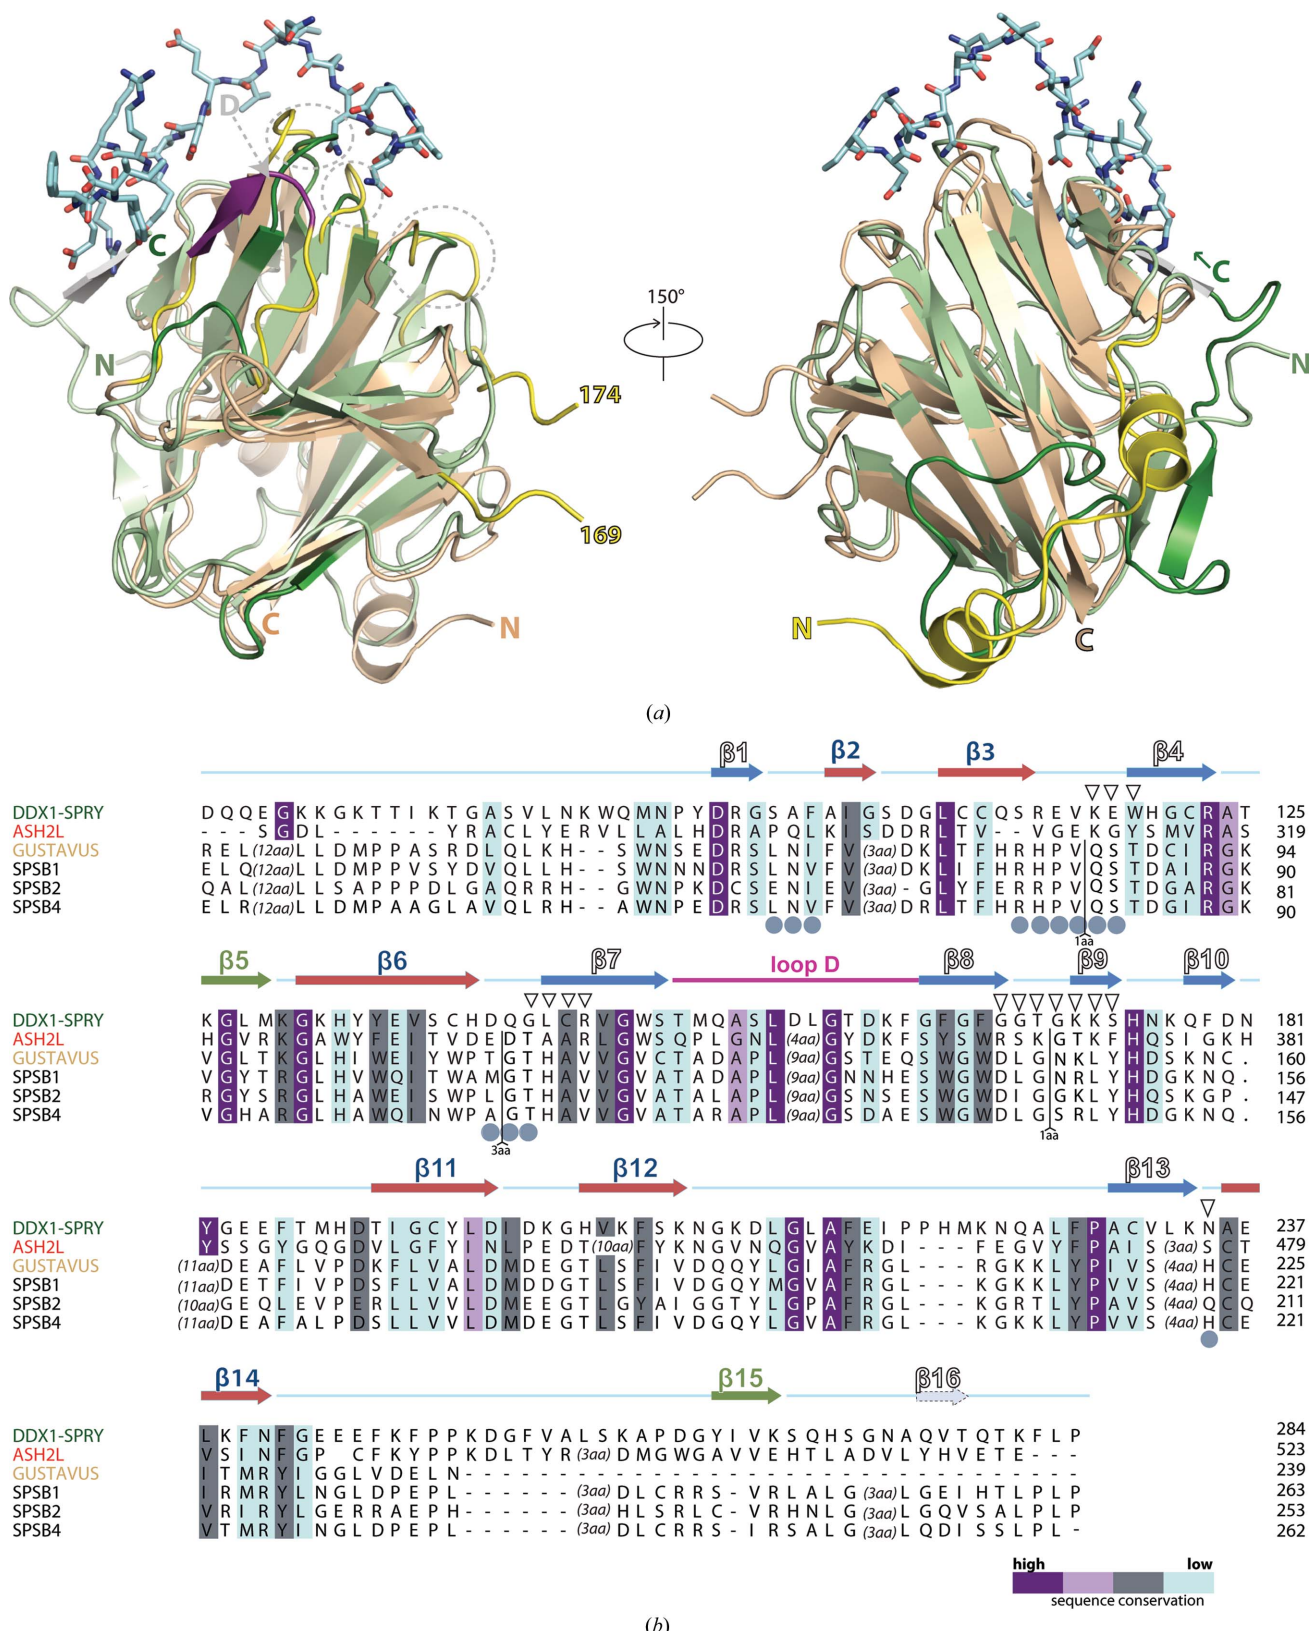 D
C
N
174
169
C
N
150°
C
N
N
C
(a)
β1 β2 β3 β4
DDX1-SPRY D Q Q E G K K G K T T I K T G A S V L N K W Q M N P Y D R G S A F A I G S D G L C C Q S R E V K E W H G C R A T 125
ASH2L - - - S G D L - - - - - - Y R A C L Y E R V L L A L H D R A P Q L K I S D D R L T V - - V G E K G Y S M V R A S 319
GUSTAVUS R E L (12aa) L L D M P P A S R D L Q L K H - - S W N S E D R S L N I F V (3aa) D K L T F H R H P V Q S T D C I R G K 94
SPSB1 E L Q (12aa) L L D M P P V S Y D V Q L L H - - S W N N K D R S L N I F V (3aa) D K L I F H R H P V Q S T D A I R G K 90
SPSB2 Q A L (12aa) L L S A P P P D L G A Q R R H - - G W N P K D C S E N I E V (3aa) - G L Y F E R R P V Q S T D G A R G K 81
SPSB4 E L R (12aa) L L D M P A A G L A V Q L R H - - A W N P E D R S L N V F V (3aa) D R L T F H R H P V Q S T D G I R G K 90
1aa
β5 β6 β7 loop D β8 β9 β10
DDX1-SPRY K G L M K G K H Y Y E V S C H D Q G L C R V G W S T M Q A S L D L G T D K F G F G F G G T G K K S H N K Q F D N 181
ASH2L H G V R K G A W Y F E I T V D E D T A A R L G W S Q P L G N L (4aa) G Y D K F S Y S W R S K G T K F H Q S I G K H 381
GUSTAVUS V G L T K G L H I W E I Y W P T G T H A V V G V C T A D A P L (9aa) G S T E Q S W G W D L G N K L Y H D S K N C . 160
SPSB1 V G Y T R G L H V W Q I T W A M G T H A V V G V A T A D A P L (9aa) G N N H E S W G W D L G N R L Y H D G K N Q . 156
SPSB2 R G Y S R G L H A W E I S W P L G T H A V V G V A T A L A P L (9aa) G S N S E S W G W D I G G K L Y H Q S K G P . 147
SPSB4 V G H A R G L H A W Q I N W P A G T H A V V G V A T A R A P L (9aa) G S D A E S W G W D I G S R L Y H D G K N Q . 156
3aa 1aa
β11 β12 β13
DDX1-SPRY Y G E E F T M H D T I G C Y L D I D K G H V K F S K N G K D L G L A F E I P P H M K N Q A L F P A C V L K N A E 237
ASH2L Y S S G Y G Q G D V L G F Y I N L P E D T (10aa) F Y K N G V N Q G V A Y K D I - - - F E G V Y F P A I S (3aa) S C T 479
GUSTAVUS (11aa) D E A F L V P D K F L V A L D M D E G T L S F I V D Q Q Y L G I A F R G L - - - K G K K L Y P I V S (4aa) H C E 225
SPSB1 (11aa) D E T F I V P D S F L V A L D M D D G T L S F I V D G Q Y M G V A F R G L - - - K G K K L Y P V V S (4aa) H C E 221
SPSB2 (10aa) G E Q L E V P E R L L V V L D M E E G T L G Y A I G G T Y L G P A F R G L - - - K G R T L Y P A V S (4aa) Q C Q 211
SPSB4 (11aa) D E A F A L P D S L L V V L D M D E G T L S F I V D G Q Y L G V A F R G L - - - K G K K L Y P V V S (4aa) H C E 221
β14 β15 β16
DDX1-SPRY L K F N F G E E E F K F P P K D G F V A L S K A P D G Y I V K S Q H S G N A Q V T Q T K F L P 284
ASH2L V S I N F G P C F K Y P P K D L T Y R (3aa) D M G W G A V V E H T L A D V L Y H V E T E - - - 523
GUSTAVUS I T M R Y I G G L V D E L N - - - - - - - - - - - - - - - - - - - - - - - - - - - - - - - - - 239
SPSB1 I R M R Y L N G L D P E P L - - - - - - (3aa) D L C R R S - V R L A L G (3aa) L G E I H T L P L P 263
SPSB2 V R I R Y L G E R R A E P H - - - - - - (3aa) H L S R L C - V R H N L G (3aa) L G Q V S A L P L P 253
SPSB4 V T M R Y I N G L D P E P L - - - - - - (3aa) D L C R R S - I R S A L G (3aa) L Q D I S S L P L - 262
high low
sequence conservation
(b)